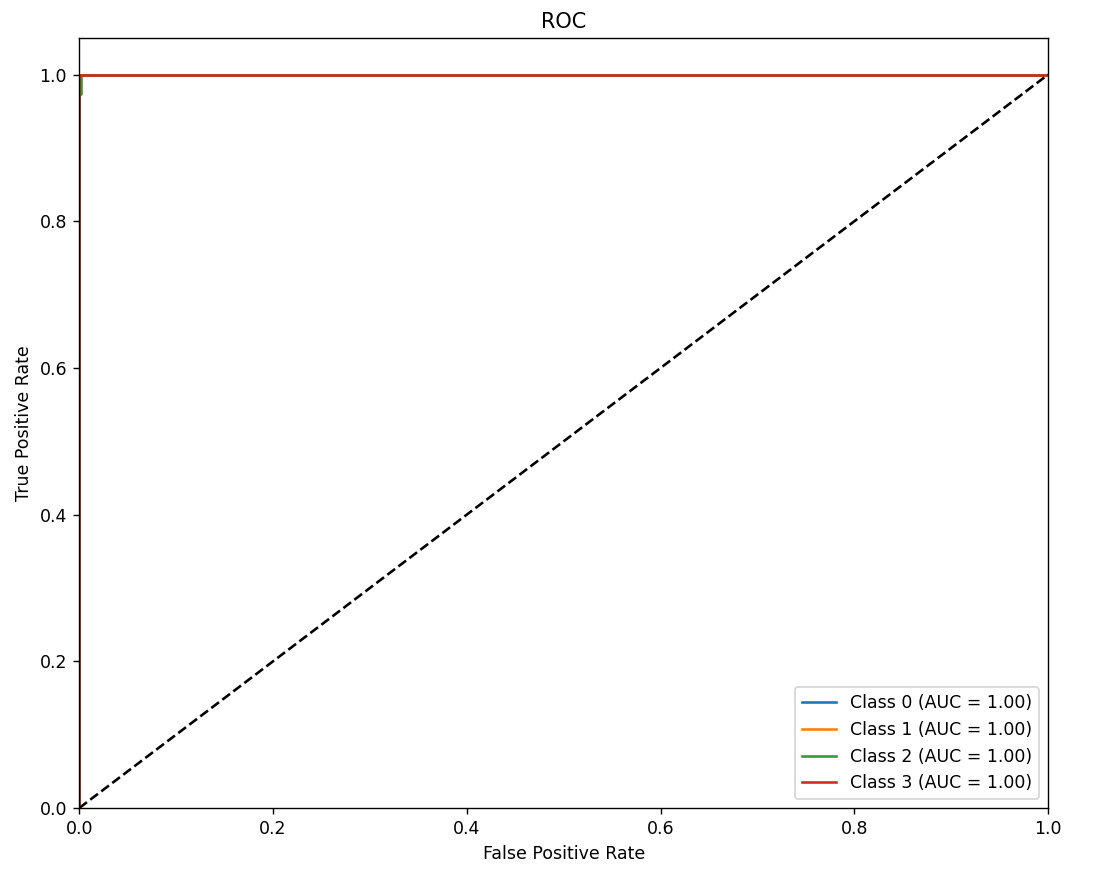 ROC
1.0
0.8
0.6
0.4
0.2
0.0
True Positive Rate
0.0 0.2 0.4 0.6 0.8 1.0
False Positive Rate
Class 0 (AUC = 1.00)
Class 1 (AUC = 1.00)
Class 2 (AUC = 1.00)
Class 3 (AUC = 1.00)